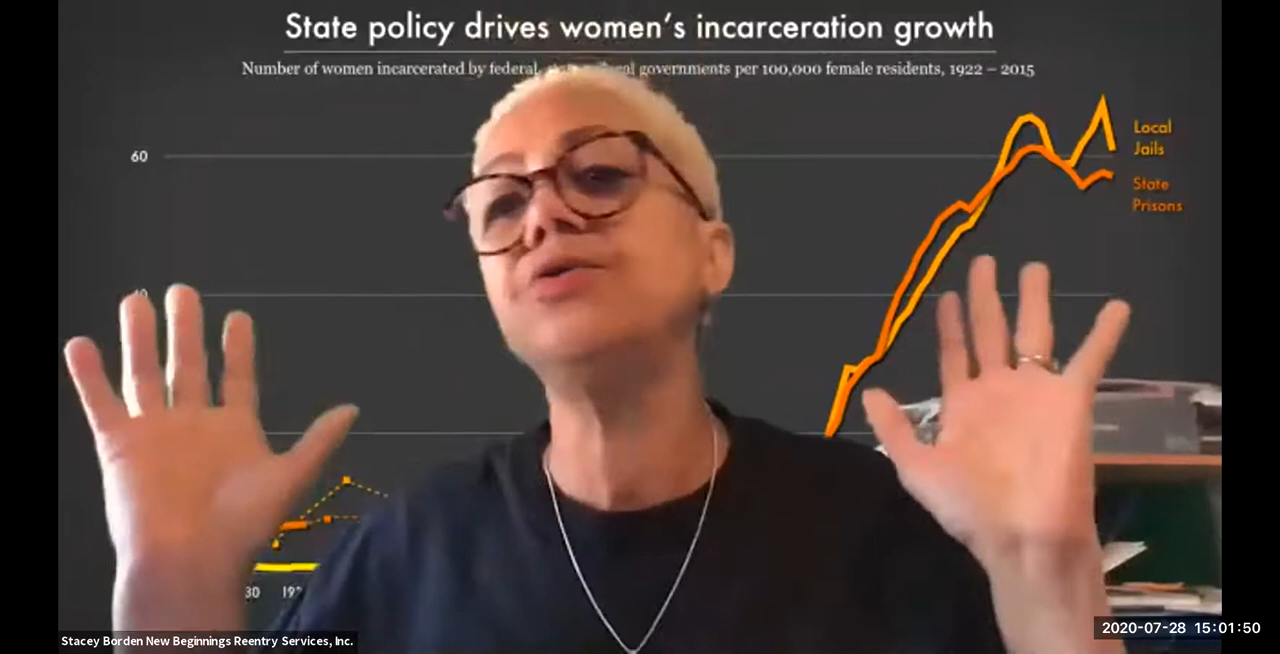 State policy drives women's incarceration growth
Number of women incarcerated by federal, governments per 100,000 female residents, 1922 – 2015
60
Local
Jails
State
Prisons
30
Stacey Borden New Beginnings Reentry Services, Inc.
2020-07-28 15:01:50